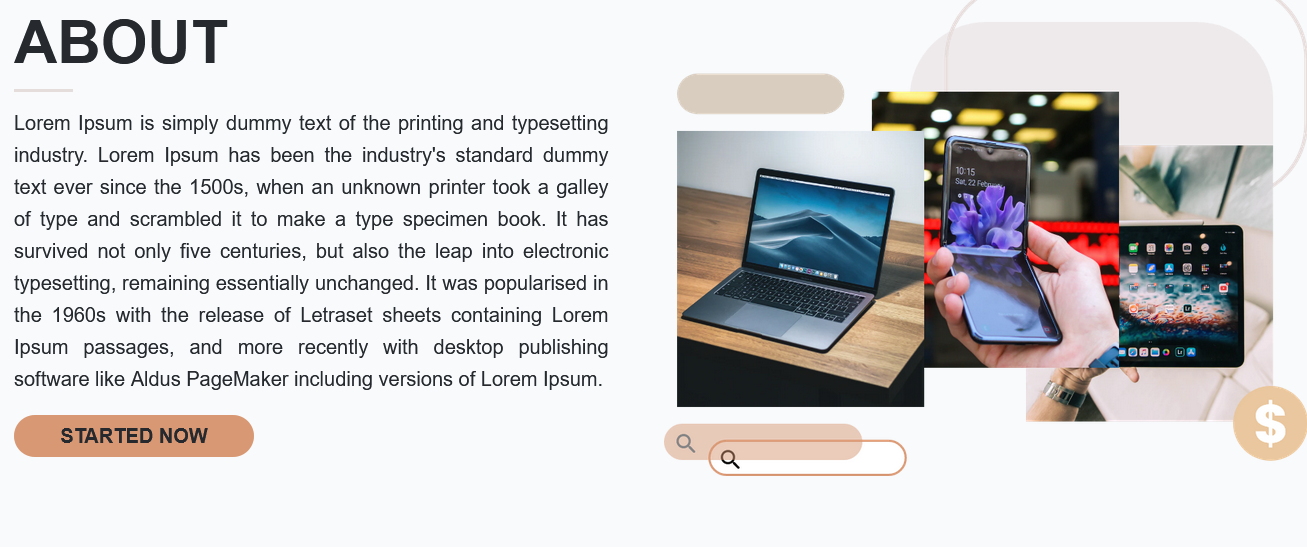 ABOUT
Lorem Ipsum is simply dummy text of the printing and typesetting
industry. Lorem Ipsum has been the industry's standard dummy
text ever since the 1500s, when an unknown printer took a galley
of type and scrambled it to make a type specimen book. It has
survived not only five centuries, but also the leap into electronic
typesetting, remaining essentially unchanged. It was popularised in
the 1960s with the release of Letraset sheets containing Lorem
Ipsum passages, and more recently with desktop publishing
software like Aldus PageMaker including versions of Lorem Ipsum.
STARTED NOW
10:15
Sat, 22 February
$